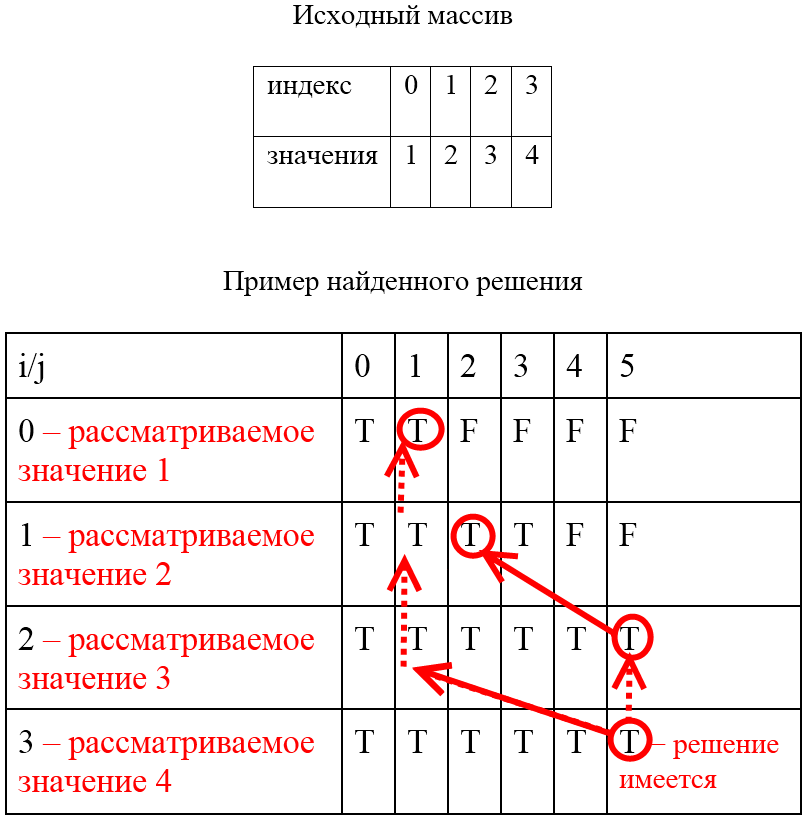 Исходный массив
индекс 0 1 2 3
значения 1 2 3 4
Пример найденного решения
i/j 0 1 2 3 4 5
0 – рассматриваемое T T F F F F
значение 1
1 – рассматриваемое T T T T F F
значение 2
2 – рассматриваемое T T T T T T
значение 3
3 – рассматриваемое T T T T T T – решение
значение 4 имеется